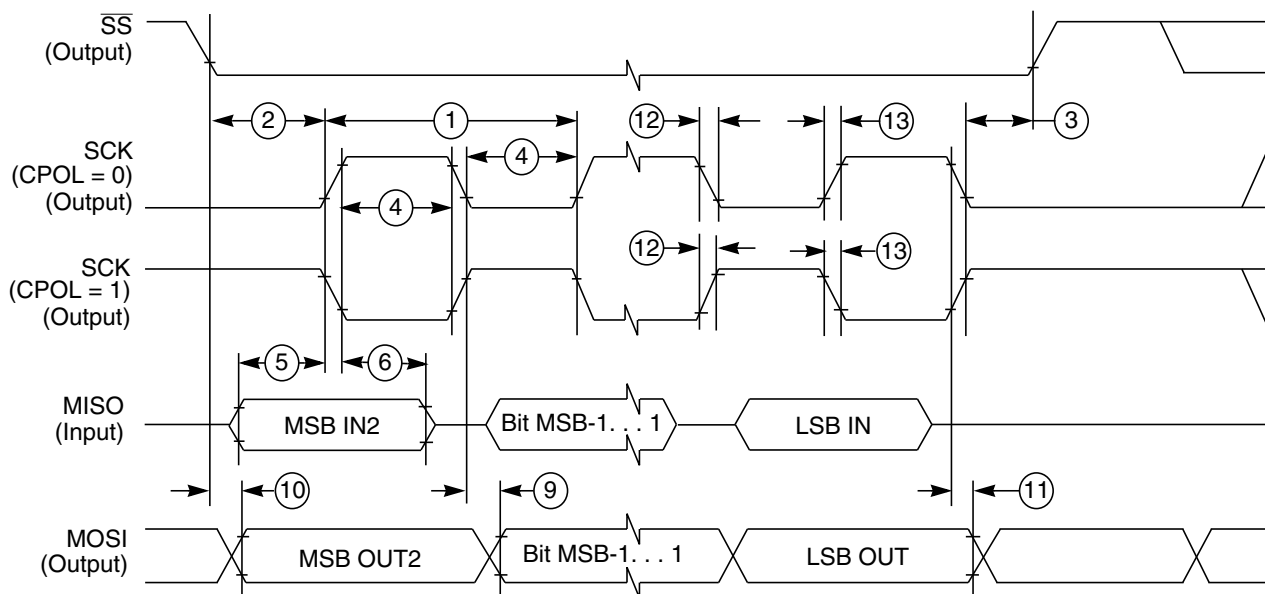 SS
(Output)
2
1
12
13
3
SCK
(CPOL = 0)
(Output)
4
4
12
13
SCK
(CPOL = 1)
(Output)
5
6
MISO
(Input)
MSB IN2
Bit MSB-1. . . 1
LSB IN
10
9
11
MOSI
(Output)
MSB OUT2
Bit MSB-1. . . 1
LSB OUT